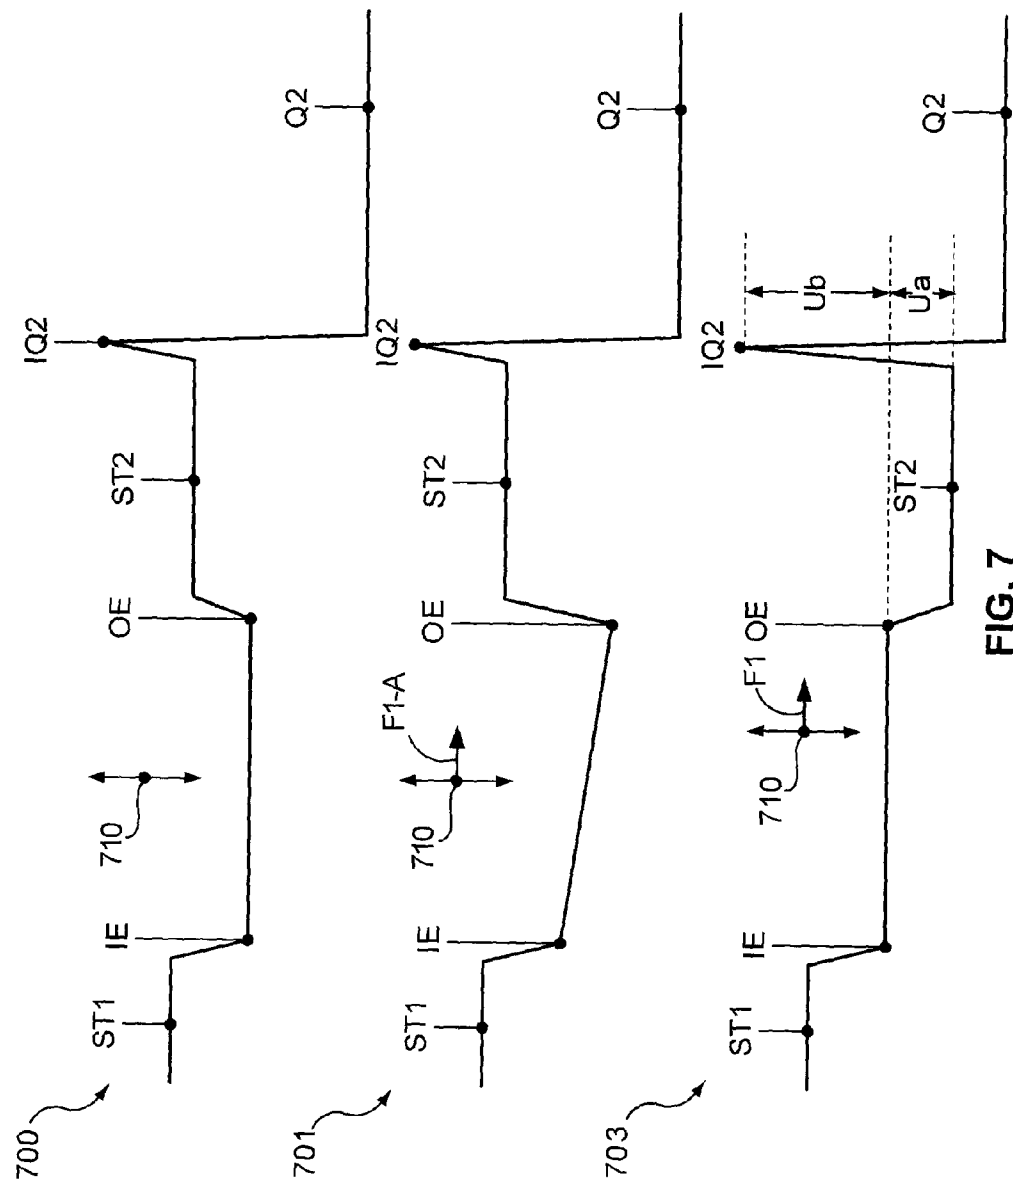 700
ST1
IE
710
OE
ST2
IQ2
Q2
701
ST1
IE
710
F1-A
OE
ST2
IQ2
Q2
703
ST1
IE
710
F1
OE
ST2
IQ2
Ub
Ua
Q2
FIG. 7